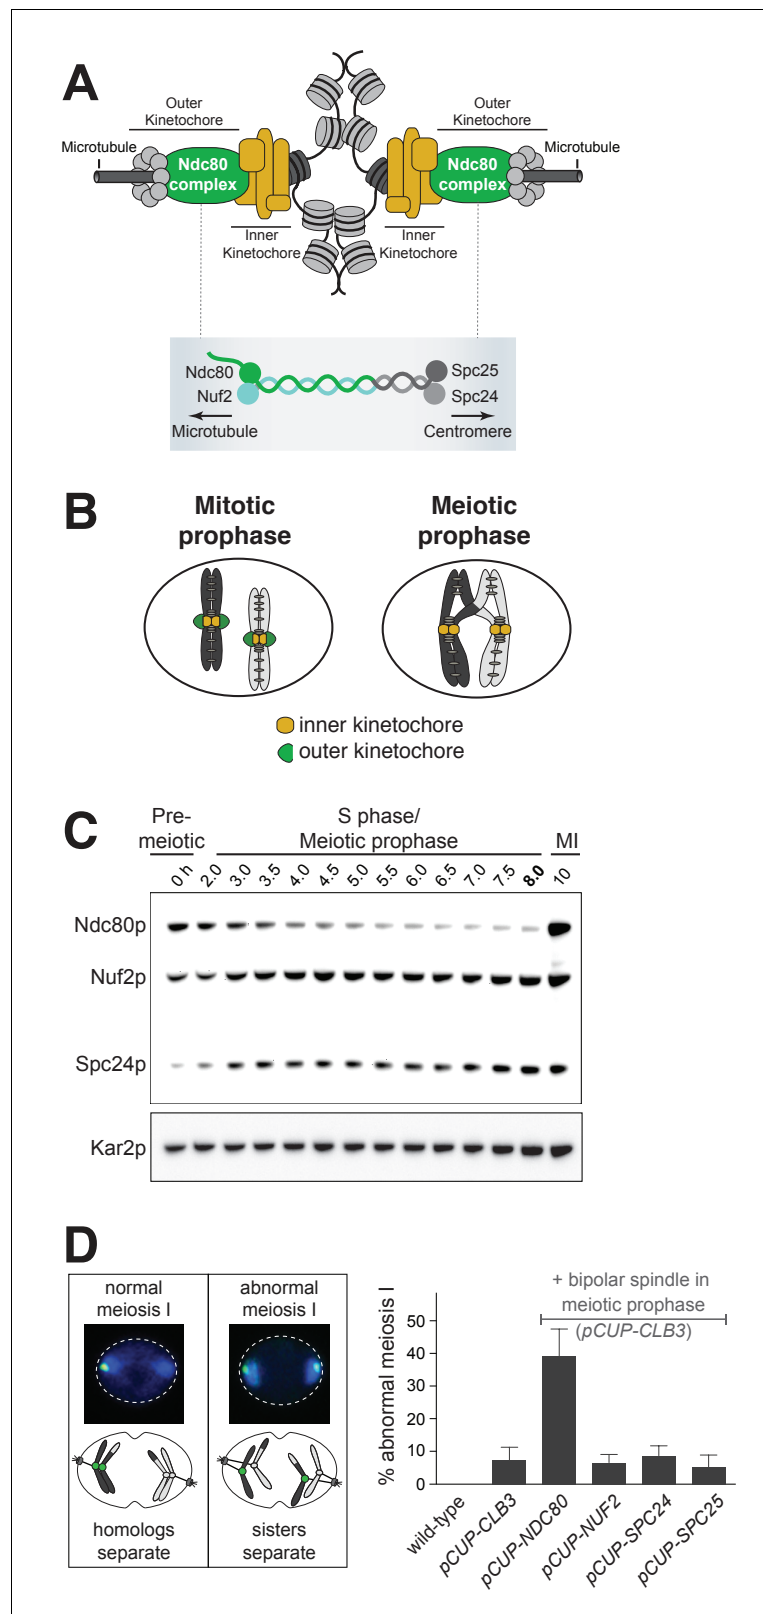 A
Outer
Kinetochore
Outer
Kinetochore
Microtubule
Microtubule
Ndc80
complex
Ndc80
complex
Inner
Kinetochore
Inner
Kinetochore
Ndc80
Nuf2
Spc25
Spc24
Microtubule
Centromere
B
Mitotic
prophase
Meiotic
prophase
inner kinetochore
outer kinetochore
C
Pre-
meiotic
S phase/
Meiotic prophase
MI
0 h 2.0 3.0 3.5 4.0 4.5 5.0 5.5 6.0 6.5 7.0 7.5 8.0 10
Ndc80p
Nuf2p
Spc24p
Kar2p
D
normal
meiosis I
abnormal
meiosis I
homologs
separate
sisters
separate
+ bipolar spindle in
meiotic prophase
(pCUP-CLB3)
% abnormal meiosis I
50
40
30
20
10
0
wild-type
pCUP-CLB3
pCUP-NDC80
pCUP-NUF2
pCUP-SPC24
pCUP-SPC25